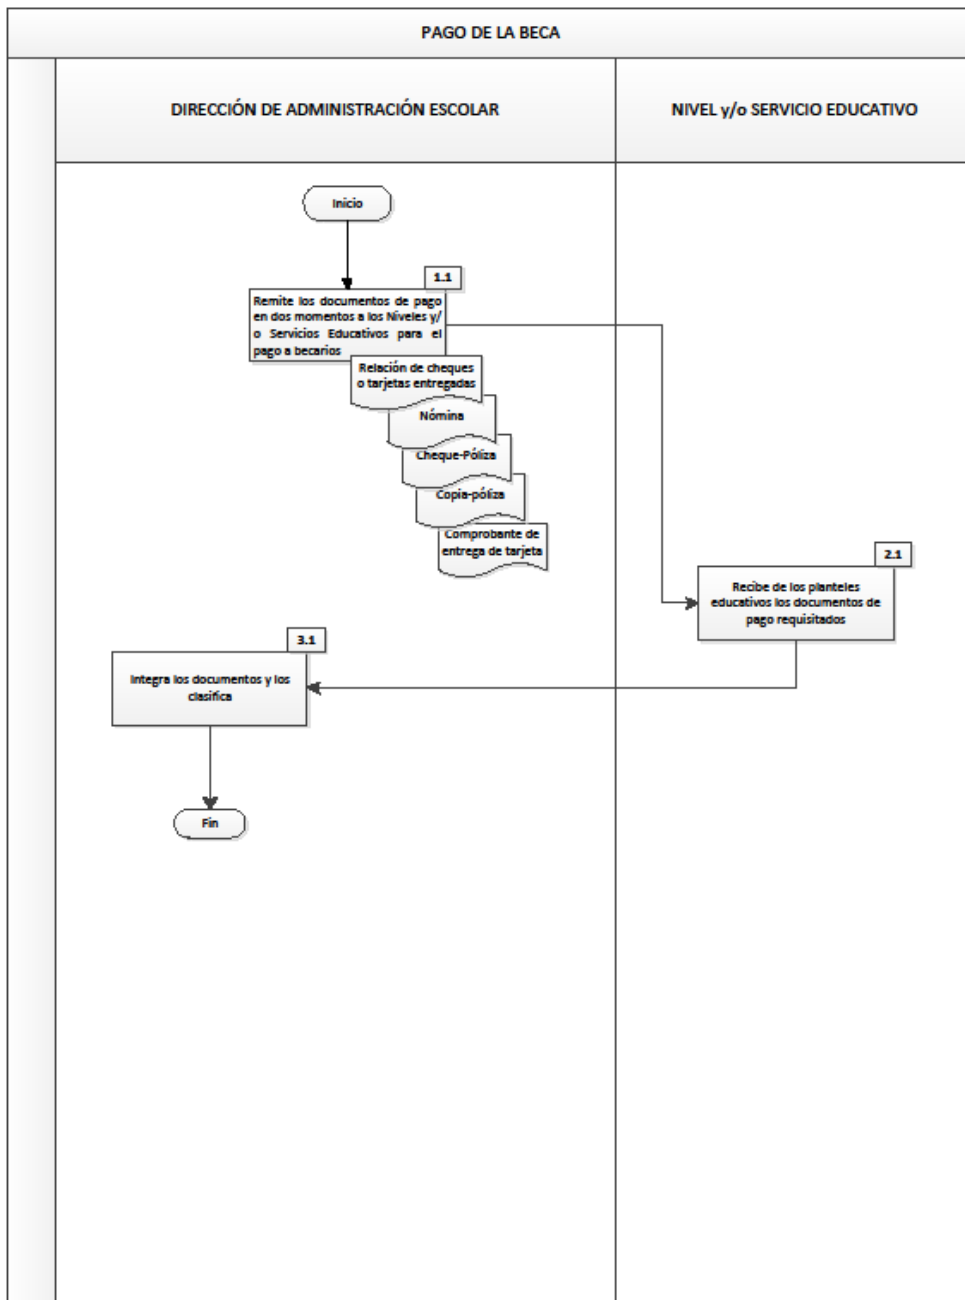 PAGO DE LA BECA
DIRECCIÓN DE ADMINISTRACIÓN ESCOLAR
NIVEL y/o SERVICIO EDUCATIVO
Inicio
1.1
Remite los documentos de pago
en dos momentos a los Niveles y/
o Servicios Educativos para el
pago a becarios
Relación de cheques
o tarjetas entregadas
Nómina
Cheque-Póliza
Copia-póliza
Comprobante de
entrega de tarjeta
2.1
Recibe de los planteles
educativos los documentos de
pago requisitados
3.1
Integra los documentos y los
clasifica
Fin